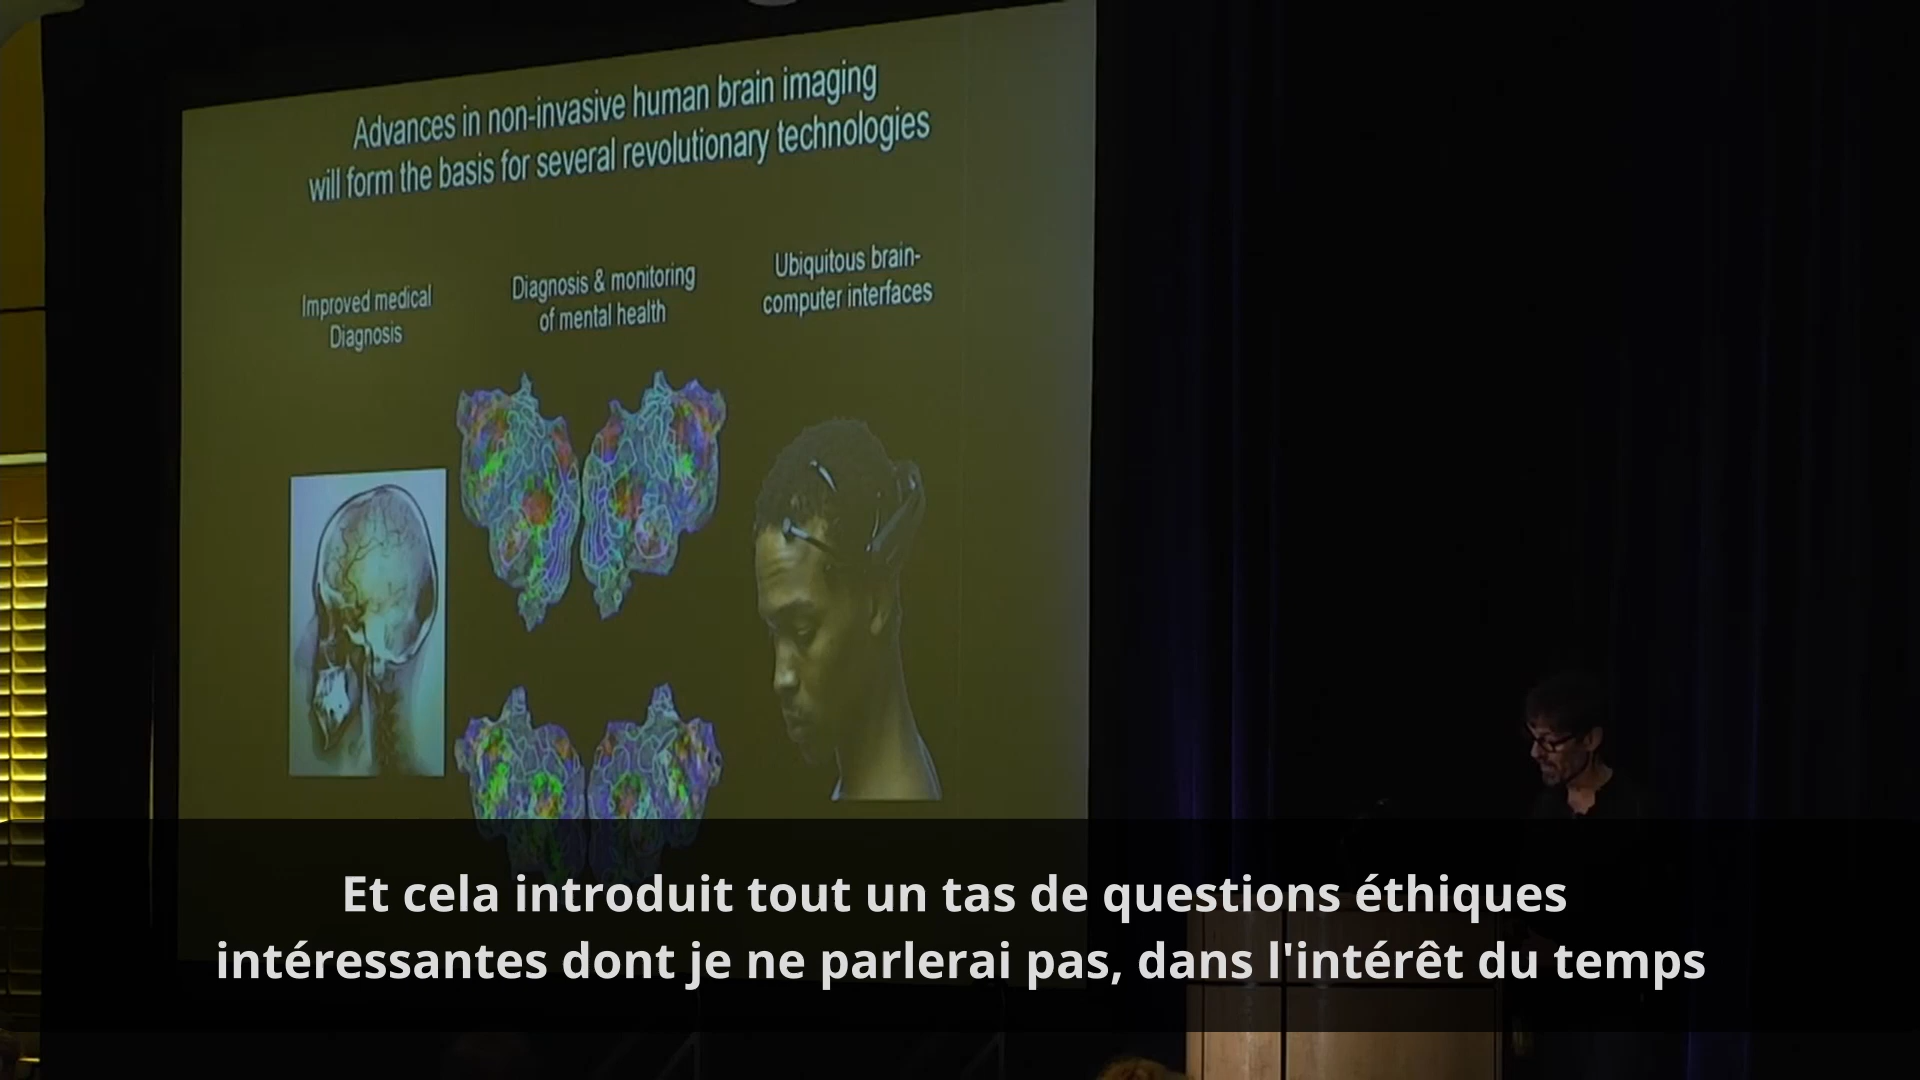 Advances in non-invasive human brain imaging
will form the basis for several revolutionary technologies
Improved medical
Diagnosis
Diagnosis & monitoring
of mental health
Ubiquitous brain-
computer interfaces
Et cela introduit tout un tas de questions éthiques
intéressantes dont je ne parlerai pas, dans l'intérêt du temps